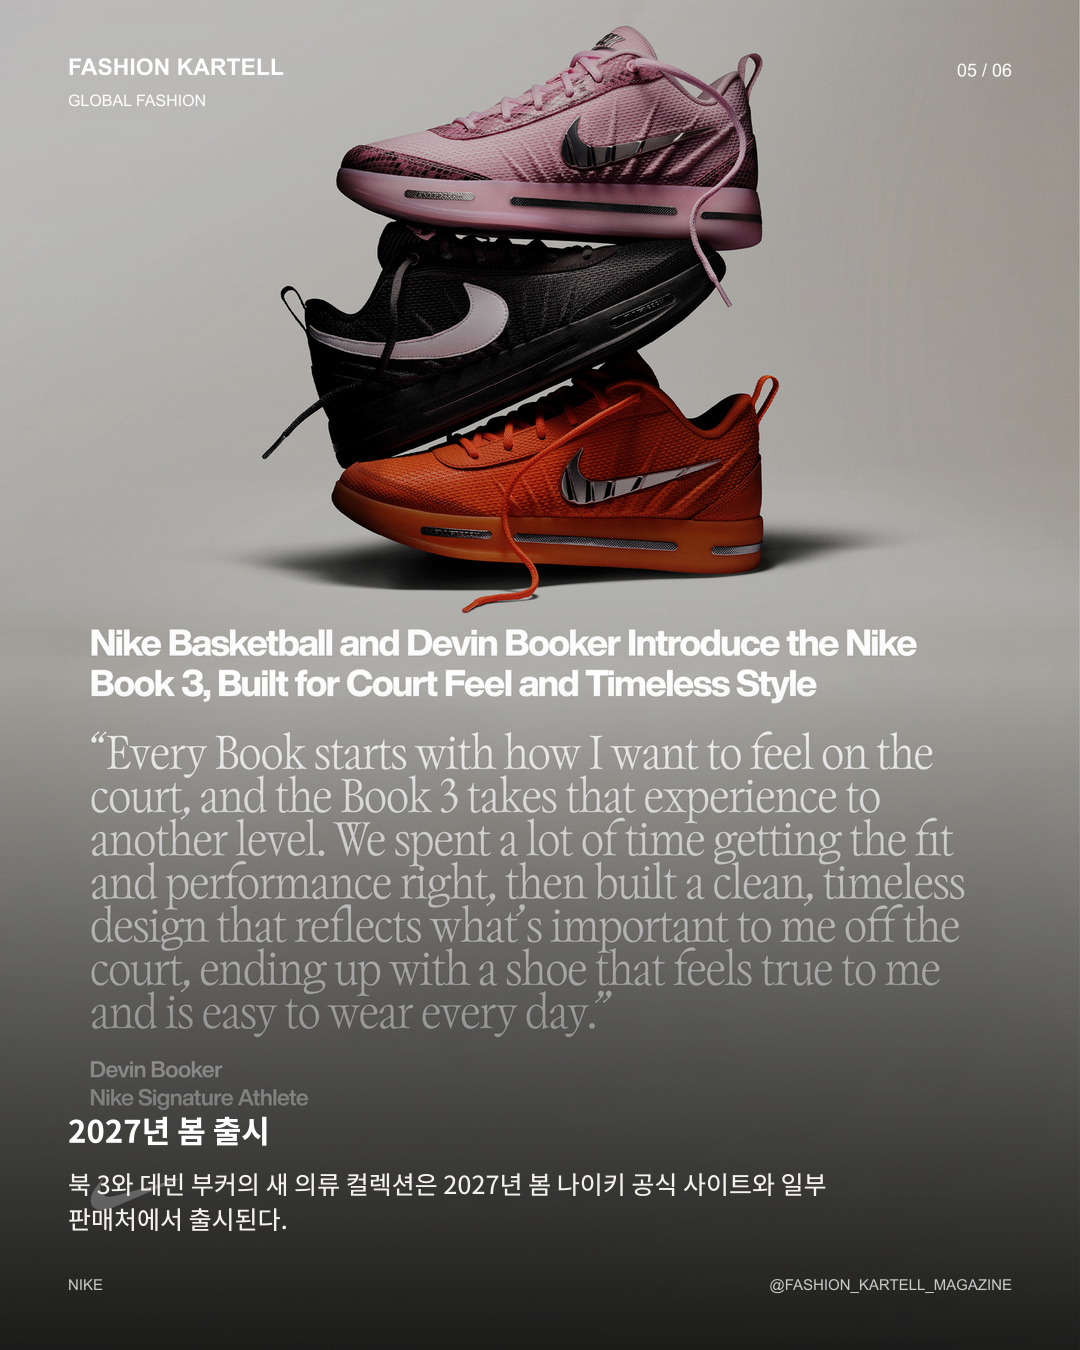 FASHION KARTELL
GLOBAL FASHION
05 / 06
Nike Basketball and Devin Booker Introduce the Nike
Book 3, Built for Court Feel and Timeless Style
“Every Book starts with how I want to feel on the
court, and the Book 3 takes that experience to
another level. We spent a lot of time getting the fit
and performance right, then built a clean, timeless
design that reflects what’s important to me off the
court, ending up with a shoe that feels true to me
and is easy to wear every day.”
Devin Booker
Nike Signature Athlete
2027년 봄 출시
북 3와 데빈 부커의 새 의류 컬렉션은 2027년 봄 나이키 공식 사이트와 일부
판매처에서 출시된다.
NIKE
@FASHION_KARTELL_MAGAZINE